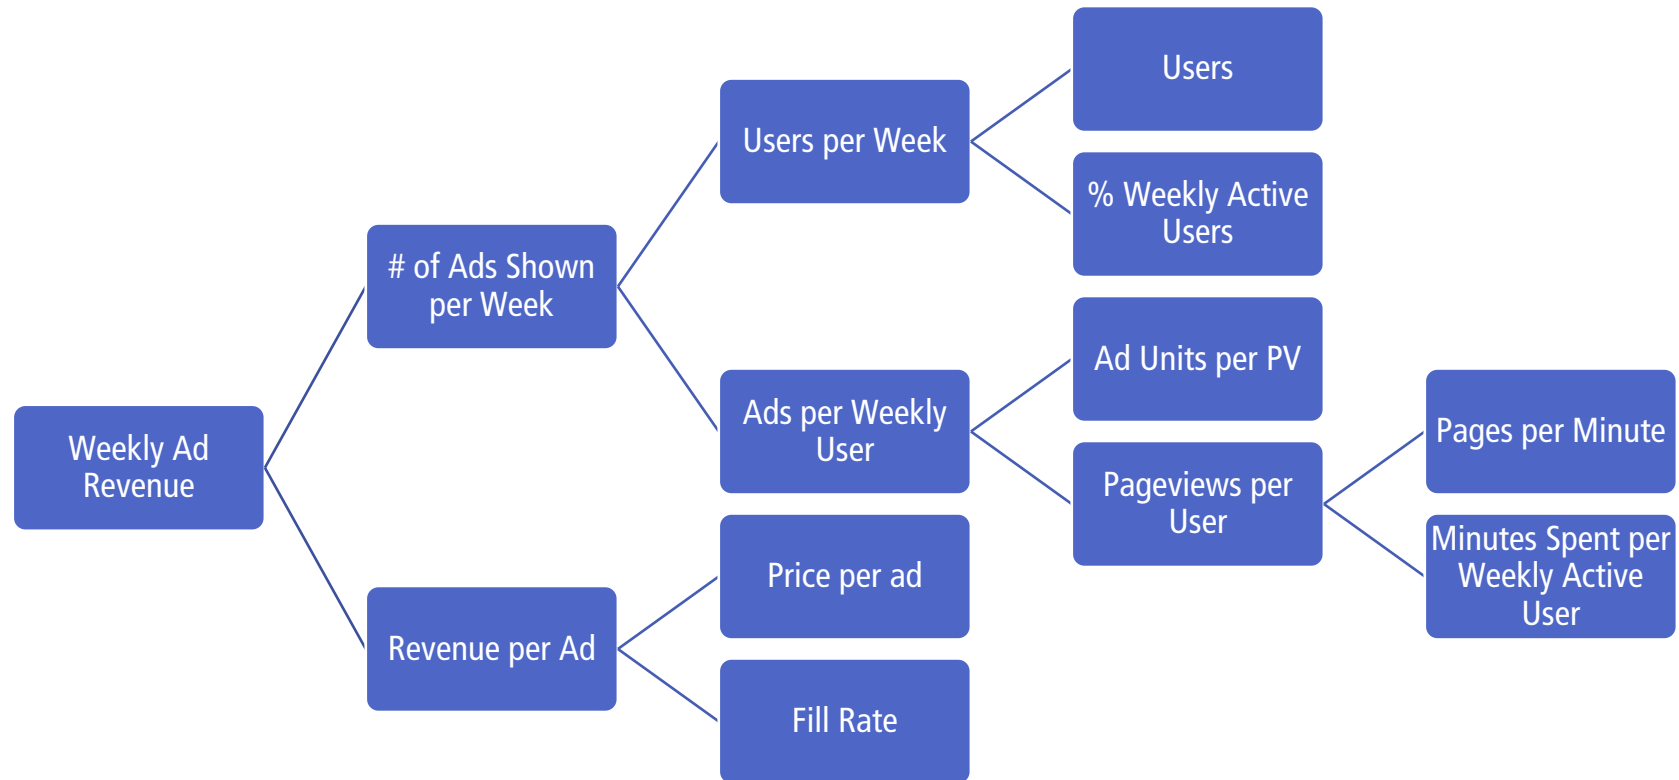 Weekly Ad
Revenue
# of Ads Shown
per Week
Users per Week
Users
% Weekly Active
Users
Ads per Weekly
User
Ad Units per PV
Pageviews per
User
Pages per Minute
Minutes Spent per
Weekly Active
User
Revenue per Ad
Price per ad
Fill Rate